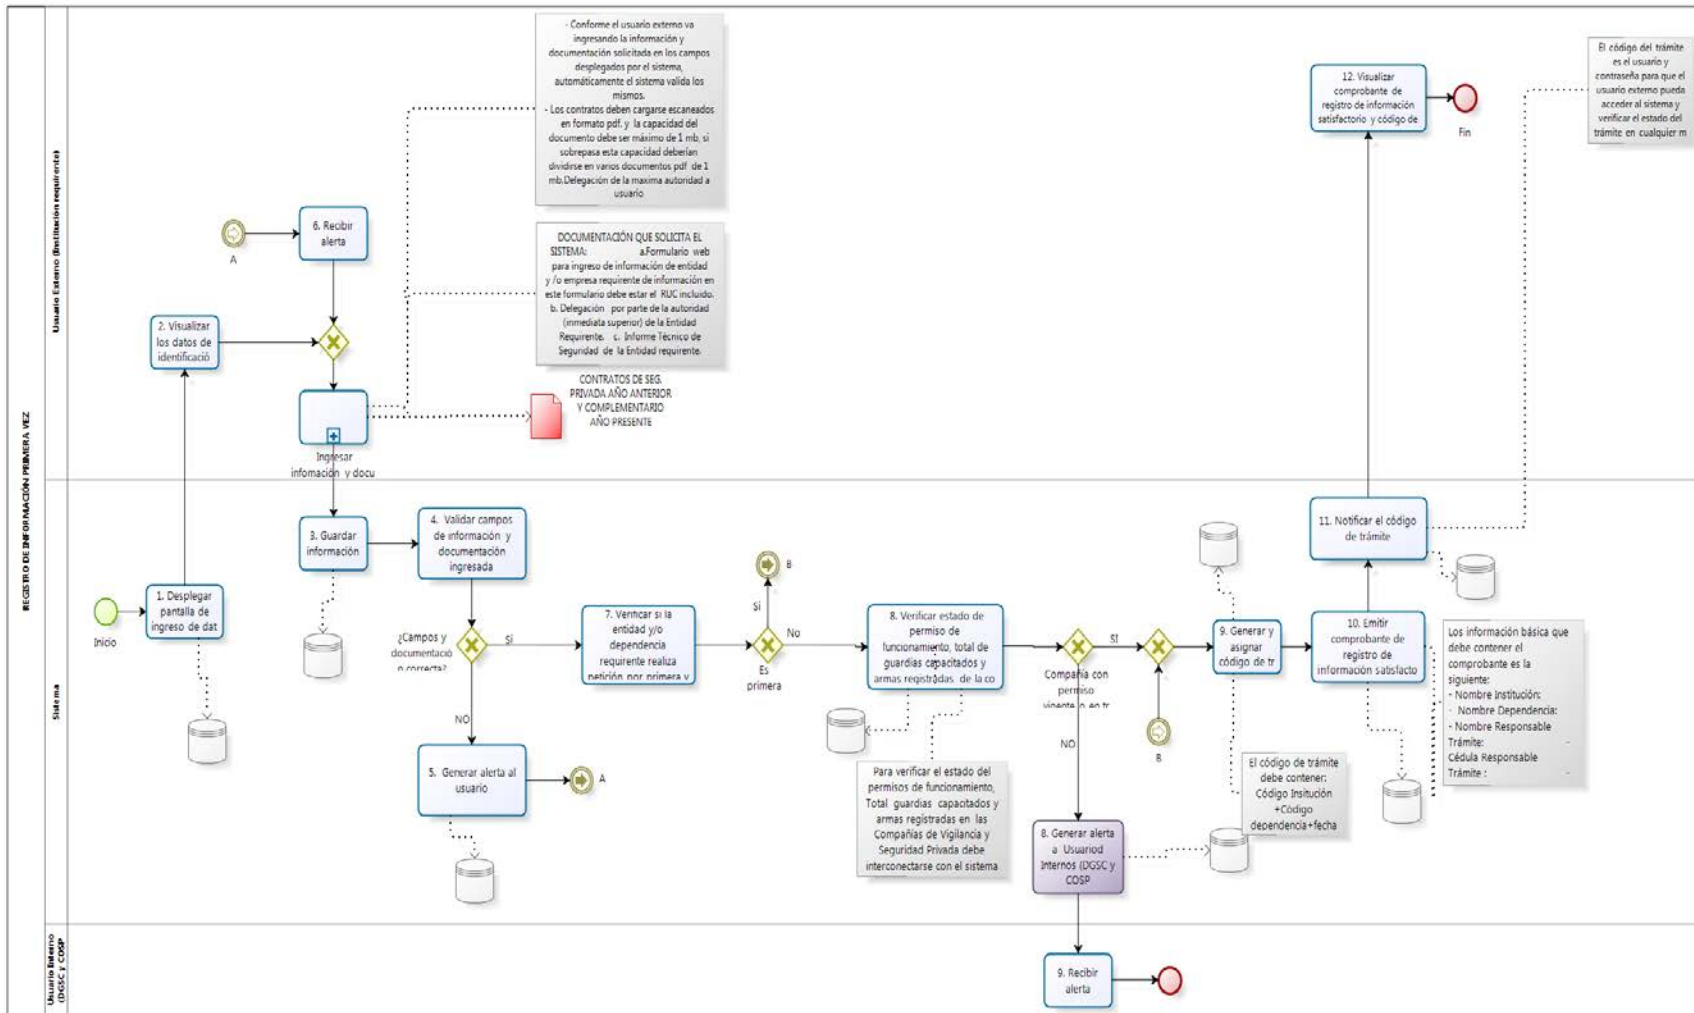 REGISTRO DE INFORMACIÓN PRIMERA VEZ
Usuario Externo (Institución requirente)
- Conforme el usuario externo va
ingresando la información y
documentación solicitada en los campos
desplegados por el sistema,
automáticamente el sistema valida los
mismos.
- Los contratos deben cargarse escaneados
en formato pdf. y la capacidad del
documento debe ser máximo de 1 mb, si
sobrepasa esta capacidad deberían
dividirse en varios documentos pdf de 1
mb.Delegación de la maxima autoridad a
usuario
12. Visualizar
comprobante de
registro de información
satisfactorio y código de
Fin
El código del trámite
es el usuario y
contraseña para que el
usuario externo pueda
acceder al sistema y
verificar el estado del
trámite en cualquier m
A
6. Recibir
alerta
DOCUMENTACIÓN QUE SOLICITA EL
SISTEMA: a.Formulario web
para ingreso de información de entidad
y /o empresa requirente de información en
este formulario debe estar el RUC incluido.
b. Delegación por parte de la autoridad
(inmediata superior) de la Entidad
Requirente. c. Informe Técnico de
Seguridad de la Entidad requirente.
2. Visualizar
los datos de
identificació
CONTRATOS DE SEG.
PRIVADA AÑO ANTERIOR
Y COMPLEMENTARIO
AÑO PRESENTE
Ingresar
infomación y docu
Sistema
Inicio
1. Desplegar
pantalla de
ingreso de dat
3. Guardar
información
4. Validar campos
de información y
documentación
ingresada
¿Campos y
documentació
n correcta?
Si
NO
5. Generar alerta al
usuario
A
7. Verificar si la
entidad y/o
dependencia
requirente realiza
petición por primera v
B
Si
No
Es
primera
8. Verificar estado de
permiso de
funcionamiento, total de
guardias capacitados y
armas registradas de la co
Para verificar el estado del
permisos de funcionamiento,
Total guardias capacitados y
armas registradas en las
Compañías de Vigilancia y
Seguridad Privada debe
interconectarse con el sistema
SI
Compañía con
permiso
NO
B
8. Generar alerta
a Usuariod
Internos (DGSC y
COSP
9. Generar y
asignar
código de tr
El código de trámite
debe contener:
Código Insitución
+Código
dependencia+fecha
10. Emitir
comprobante de
registro de
información satisfacto
11. Notificar el código
de trámite
Los información básica que
debe contener el
comprobante es la
siguiente:
- Nombre Institución:
- Nombre Dependencia:
- Nombre Responsable
Trámite: -
Cédula Responsable
Trámite : -
Usuario Interno
(DGSC y COSP
9. Recibir
alerta